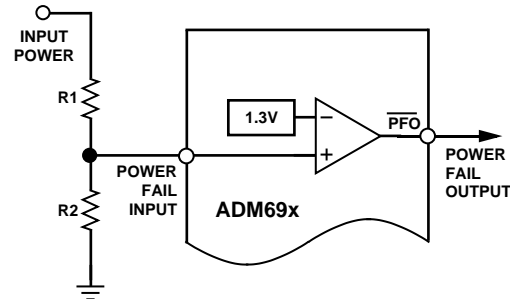 INPUT
POWER
R1
1.3V
−
PFO
+
POWER
FAIL
INPUT
POWER
FAIL
OUTPUT
R2
ADM69x